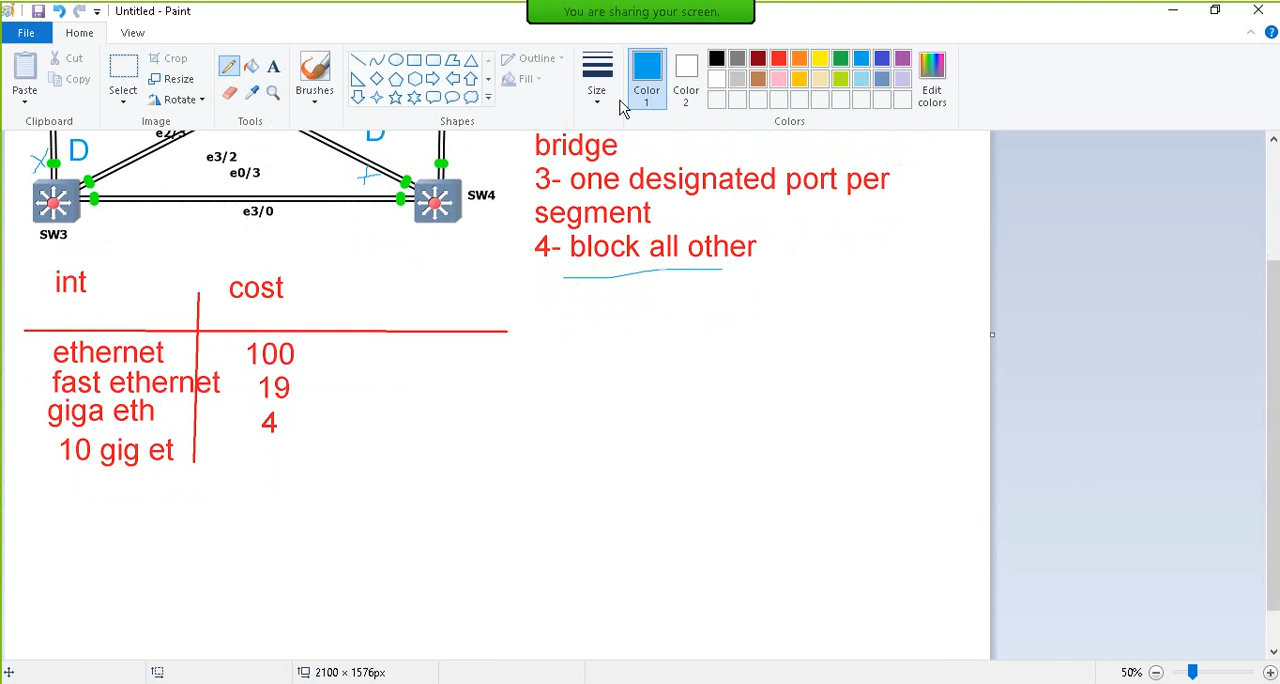 You are sharing your screen.
Untitled - Paint
File Home View
Paste
Cut
Copy
Clipboard
Select
Crop
Resize
Rotate
Image
A
Tools
Brushes
Outline
Fill
Shapes
Size
Color
1
Color
2
Edit
colors
Colors
D
D
e3/2
e0/3
e3/0
SW3
SW4
bridge
3- one designated port per
segment
4- block all other
int cost
ethernet 100
fast ethernet 19
giga eth 4
10 gig et
2100 × 1576px
50%